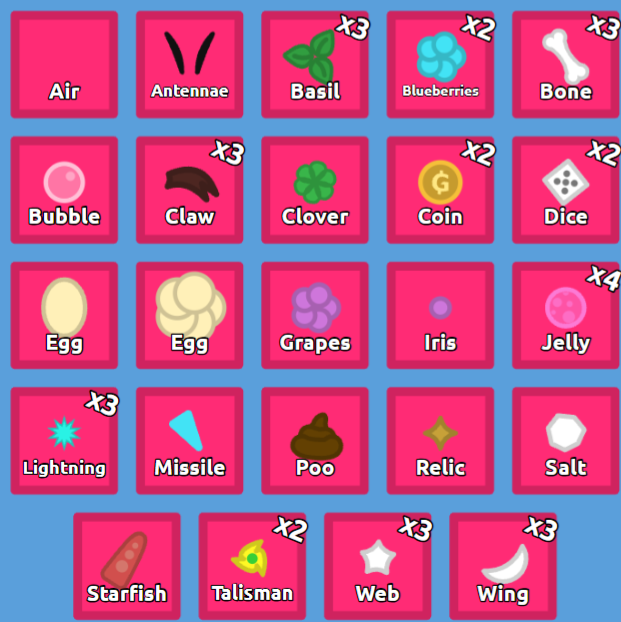 Air
Antennae
x3
Basil
x2
Blueberries
x3
Bone
Bubble
x3
Claw
Clover
x2
G
Coin
x2
Dice
Egg
Egg
Grapes
Iris
x4
Jelly
x3
Lightning
Missile
Poo
Relic
Salt
Starfish
x2
Talisman
x3
Web
x3
Wing